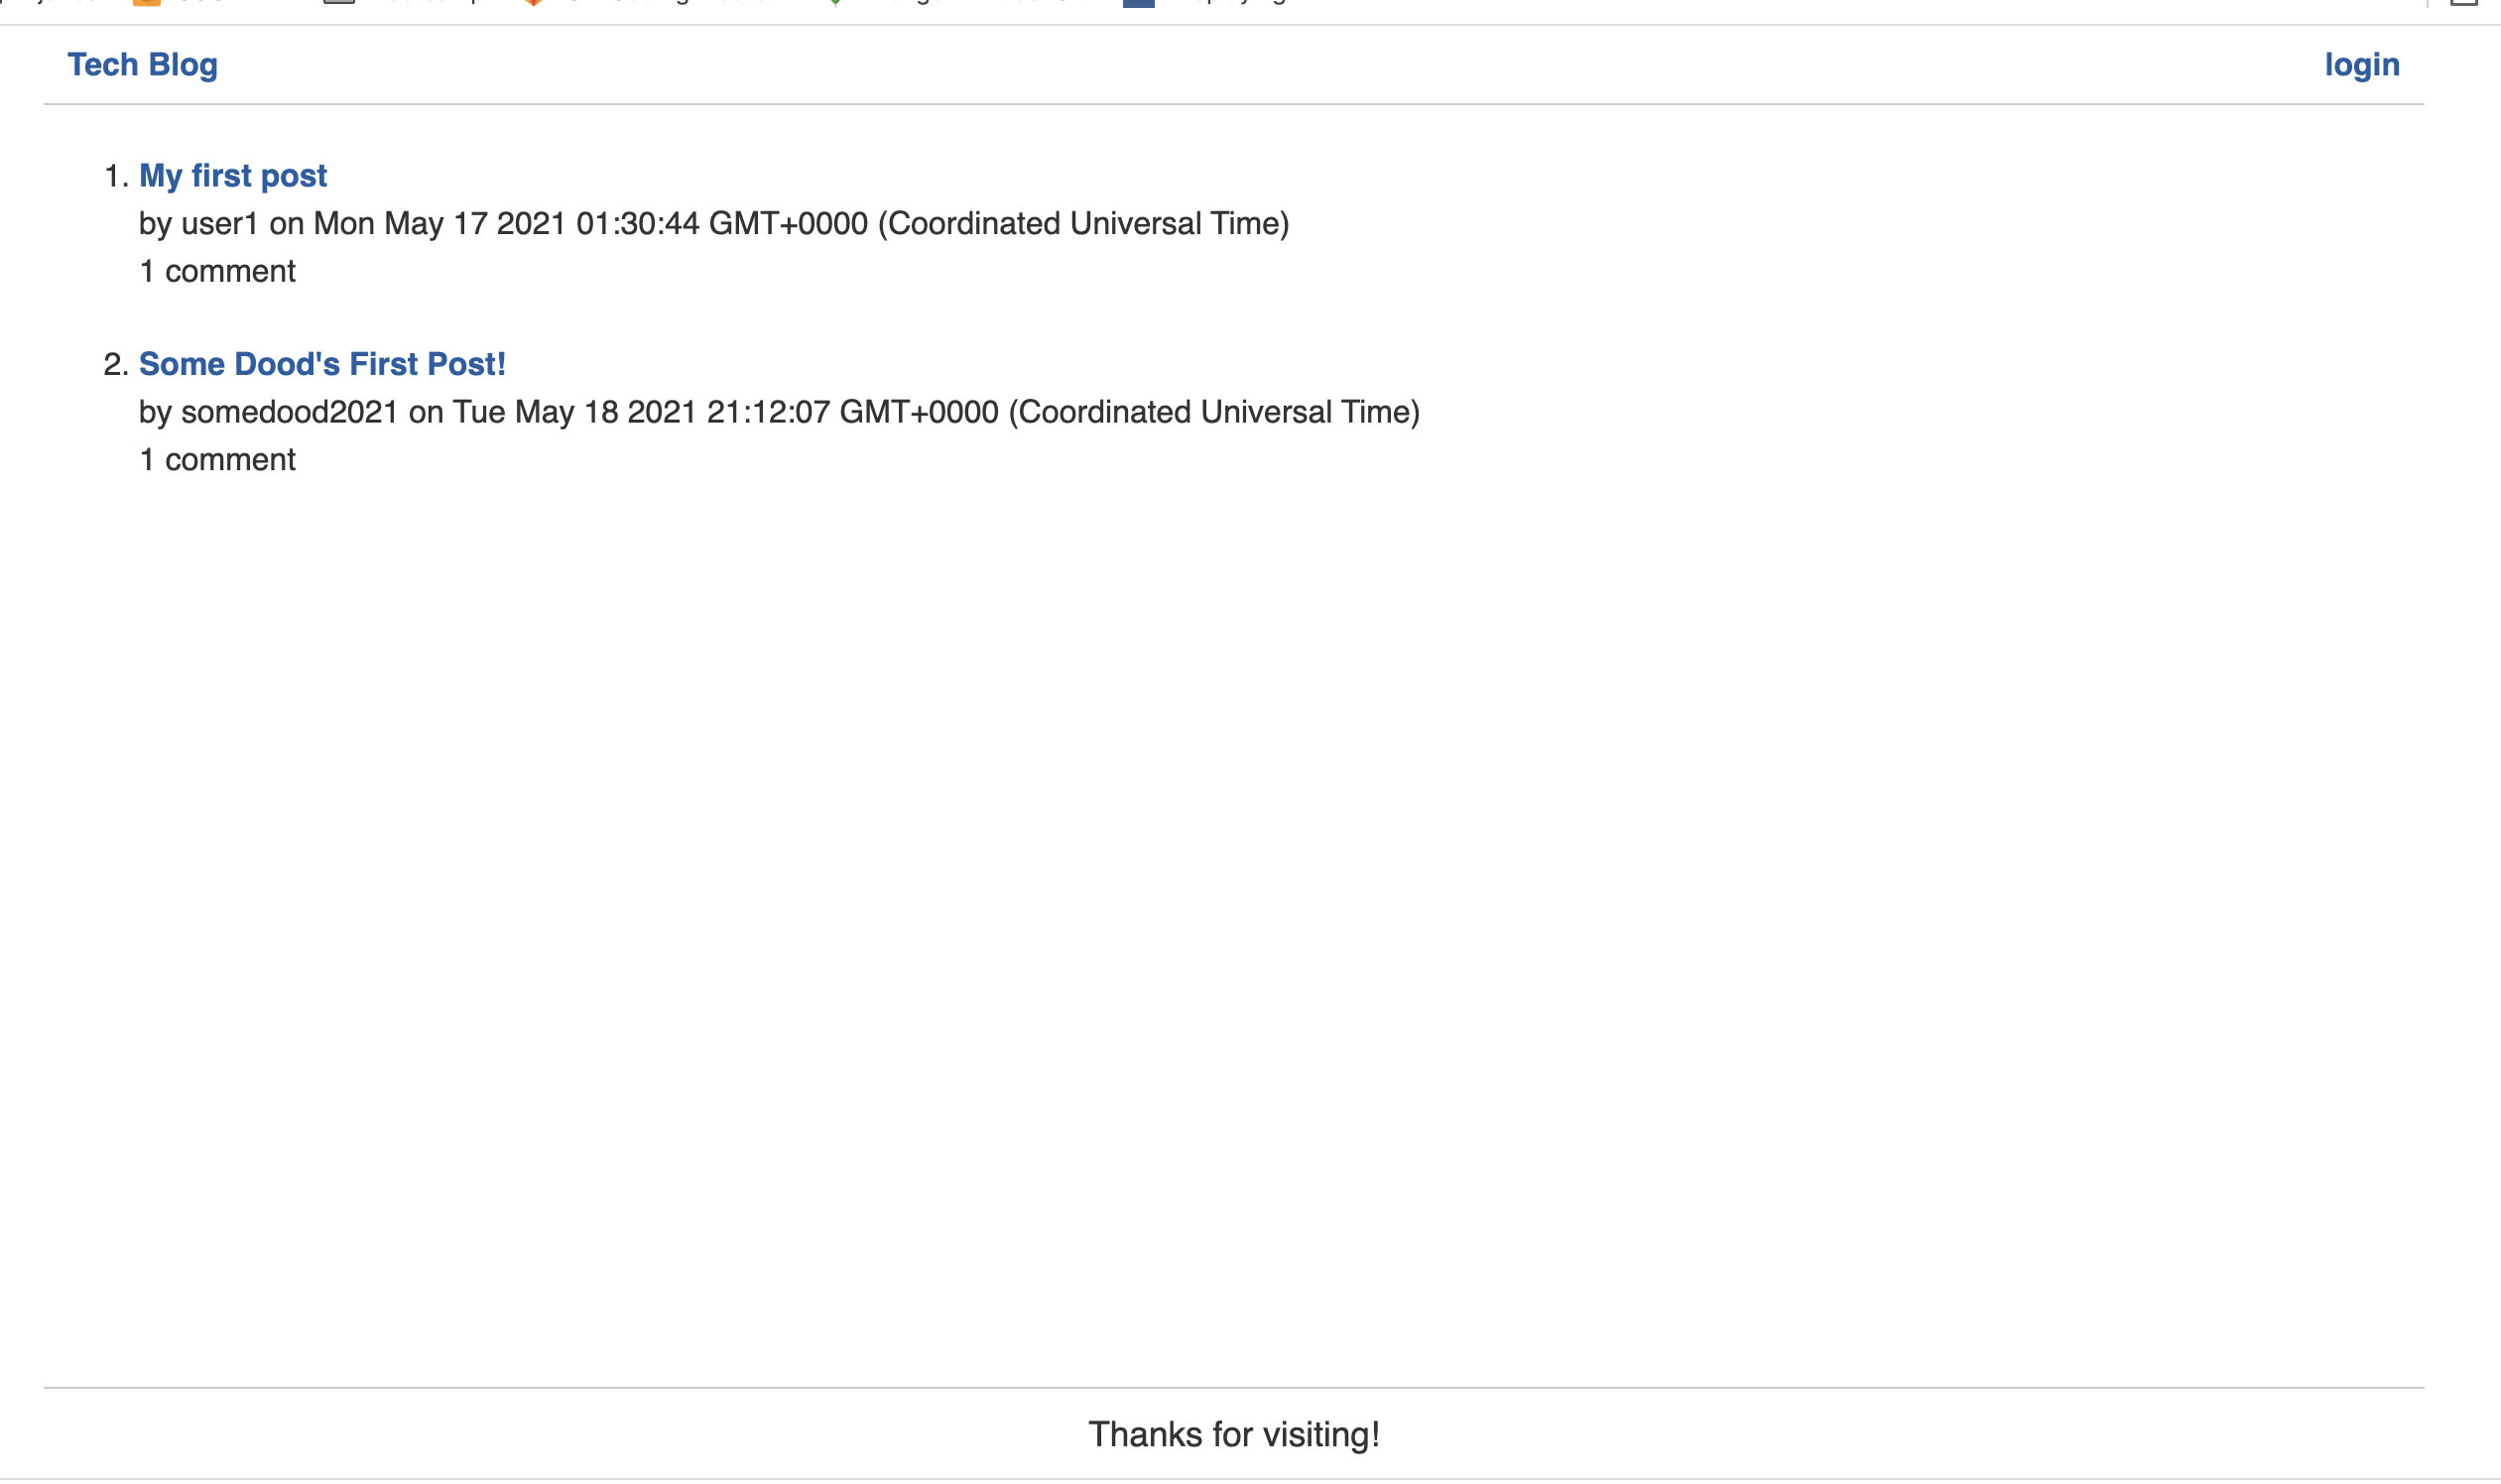 Tech Blog
login
1. My first post
by user1 on Mon May 17 2021 01:30:44 GMT+0000 (Coordinated Universal Time)
1 comment
2. Some Dood's First Post!
by somedood2021 on Tue May 18 2021 21:12:07 GMT+0000 (Coordinated Universal Time)
1 comment
Thanks for visiting!